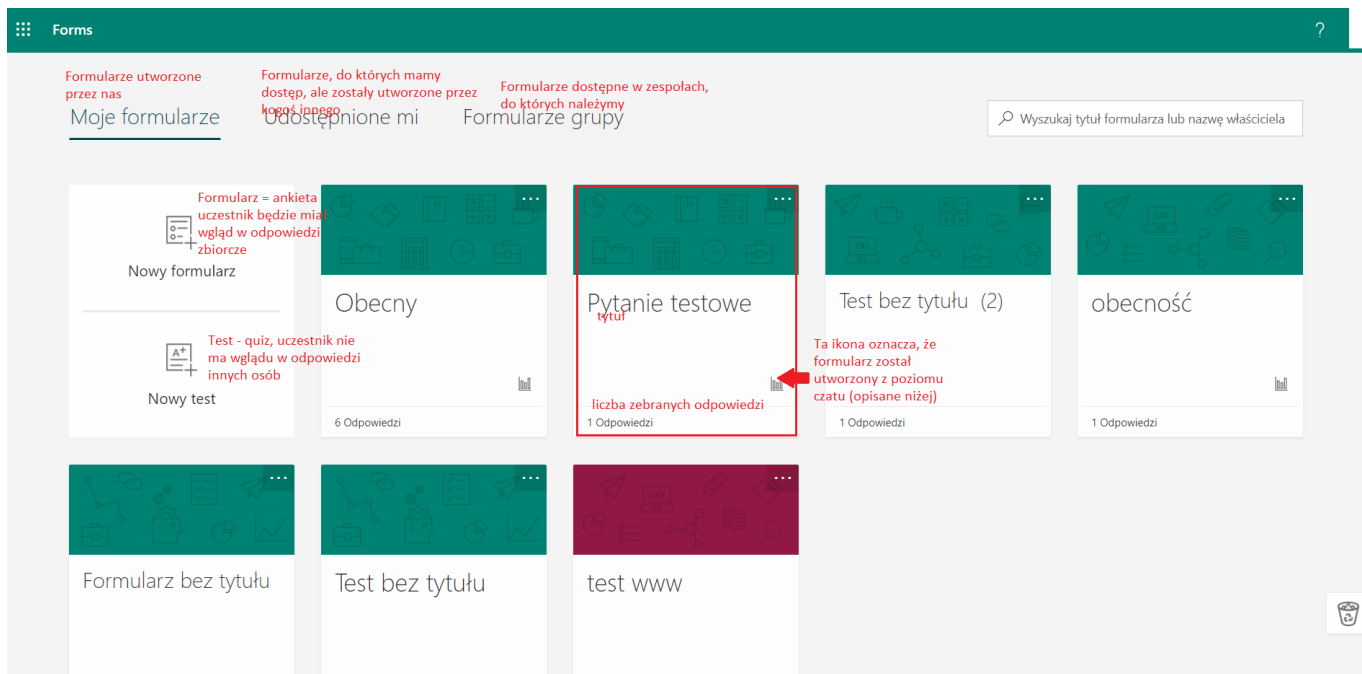 Forms
?
Formularze utworzone
przez nas
Formularze, do których mamy
dostęp, ale zostały utworzone przez
kogoś innego
Formularze dostępne w zespołach,
do których należymy
Moje formularze
Udostępnione mi
Formularze grupy
Wyszukaj tytuł formularza lub nazwę właściciela
Formularz = ankieta
uczestnik będzie miał
wgląd w odpowiedzi
zbiorcze
Nowy formularz
Test - quiz, uczestnik nie
ma wglądu w odpowiedzi
innych osób
Nowy test
Obecny
6 Odpowiedzi
Pytanie testowe
tytuł
liczba zebranych odpowiedzi
1 Odpowiedzi
Test bez tytułu (2)
Ta ikona oznacza, że
formularz został
utworzony z poziomu
czatu (opisane niżej)
1 Odpowiedzi
obecność
1 Odpowiedzi
Formularz bez tytułu
Test bez tytułu
test www